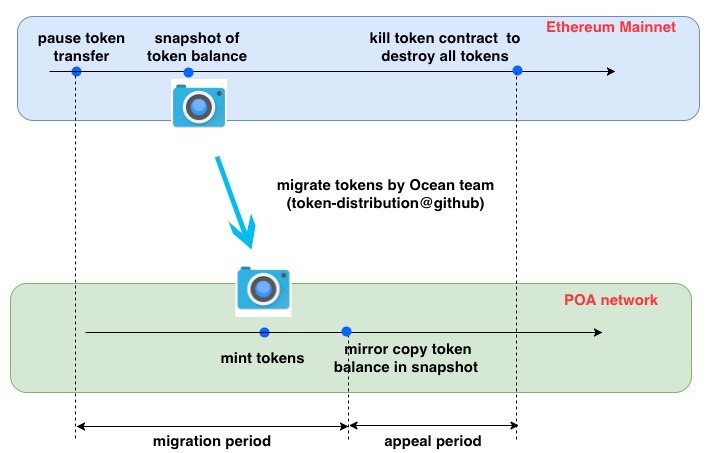 Ethereum Mainnet
pause token
transfer
snapshot of
token balance
kill token contract to
destroy all tokens
migrate tokens by Ocean team
(token-distribution@github)
POA network
mint tokens
mirror copy token
balance in snapshot
migration period
appeal period